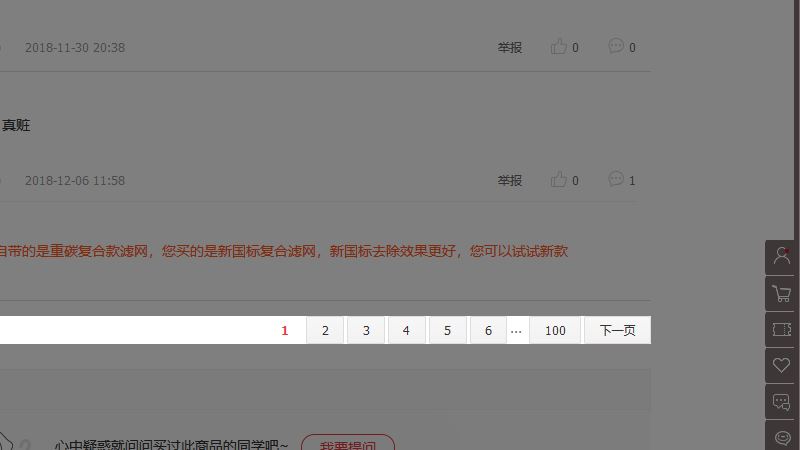 2018-11-30 20:38 举报 0 0
真赃
2018-12-06 11:58 举报 0 1
自带的是重碳复合款滤网，您买的是新国标复合滤网，新国标去除效果更好，您可以试试新款
1 2 3 4 5 6 ... 100 下一页
心中疑惑就问问买过此商品的同学吧~ 我要提问